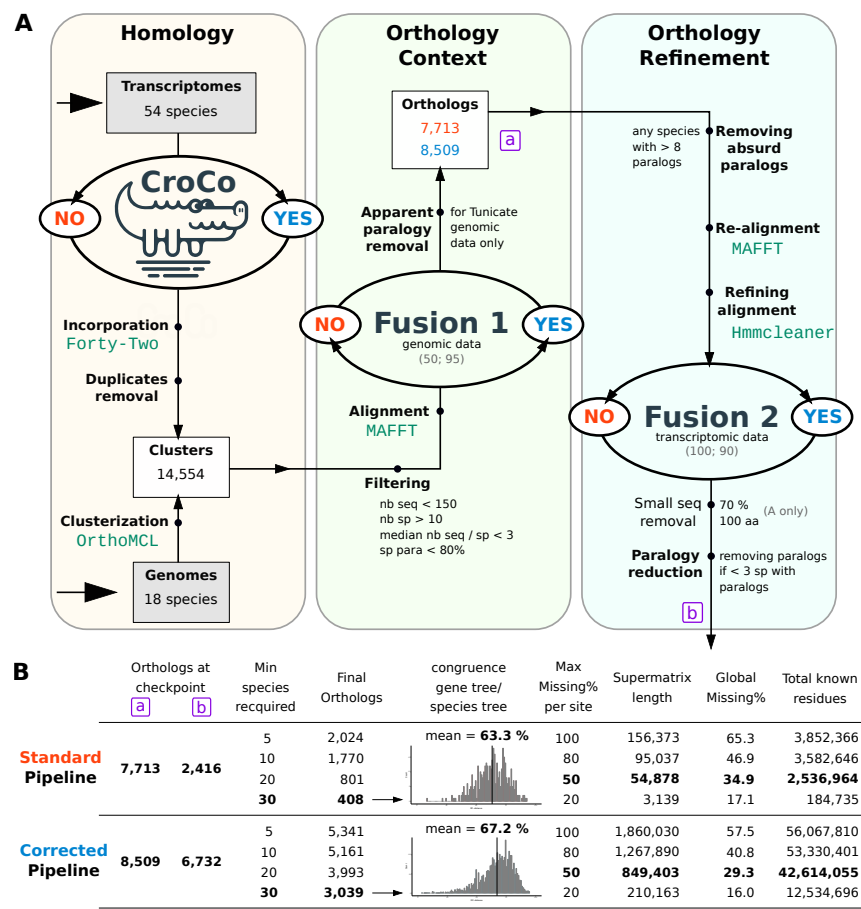 A
Homology
Transcriptomes
54 species
CroCo
NO
YES
Incorporation
Forty-Two
Duplicates
removal
Clusters
14,554
Clusterization
OrthoMCL
Genomes
18 species
Orthology
Context
Orthologs
7,713
8,509
a
Apparent
paralogy
removal
for Tunicate
genomic
data only
NO
Fusion 1
YES
genomic data
(50; 95)
Alignment
MAFFT
Filtering
nb seq < 150
nb sp > 10
median nb seq / sp < 3
sp para < 80%
Orthology
Refinement
any species
with > 8
paralogs
Removing
absurd
paralogs
Re-alignment
MAFFT
Refining
alignment
Hmmcleaner
NO
Fusion 2
YES
transcriptomic data
(100; 90)
Small seq
removal
70 %
100 aa
(A only)
Paralogy
reduction
removing paralogs
if < 3 sp with
paralogs
b
B
Orthologs at
checkpoint
a b
Min
species
recquired
Final
Orthologs
congruence
gene tree/
species tree
Max
Missing%
per site
Supermatrix
length
Global
Missing%
Total known
residues
Standard
Pipeline
7,713 2,416
5 2,024 mean = 63.3 % 100 156,373 65.3 3,852,366
10 1,770 80 95,037 46.9 3,582,646
20 801 50 54,878 34.9 2,536,964
30 408 20 3,139 17.1 184,735
Corrected
Pipeline
8,509 6,732
5 5,341 mean = 67.2 % 100 1,860,030 57.5 56,067,810
10 5,161 80 1,267,890 40.8 53,330,401
20 3,993 50 849,403 29.3 42,614,055
30 3,039 20 210,163 16.0 12,534,696